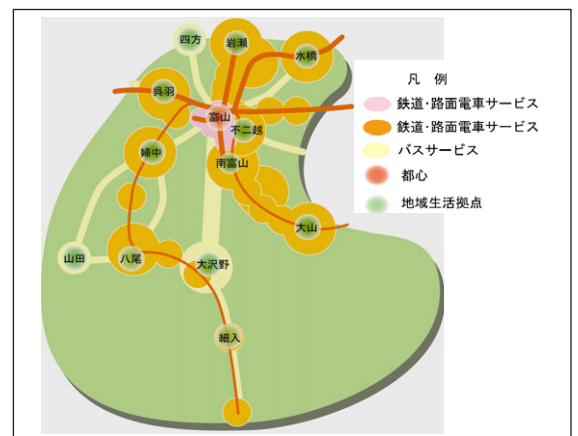 四方
岩瀬
水橋
呉羽
富山
不二越
婦中
南富山
大山
山田
八尾
大沢野
細入
凡 例
鉄道・路面電車サービス
鉄道・路面電車サービス
バスサービス
都心
地域生活拠点